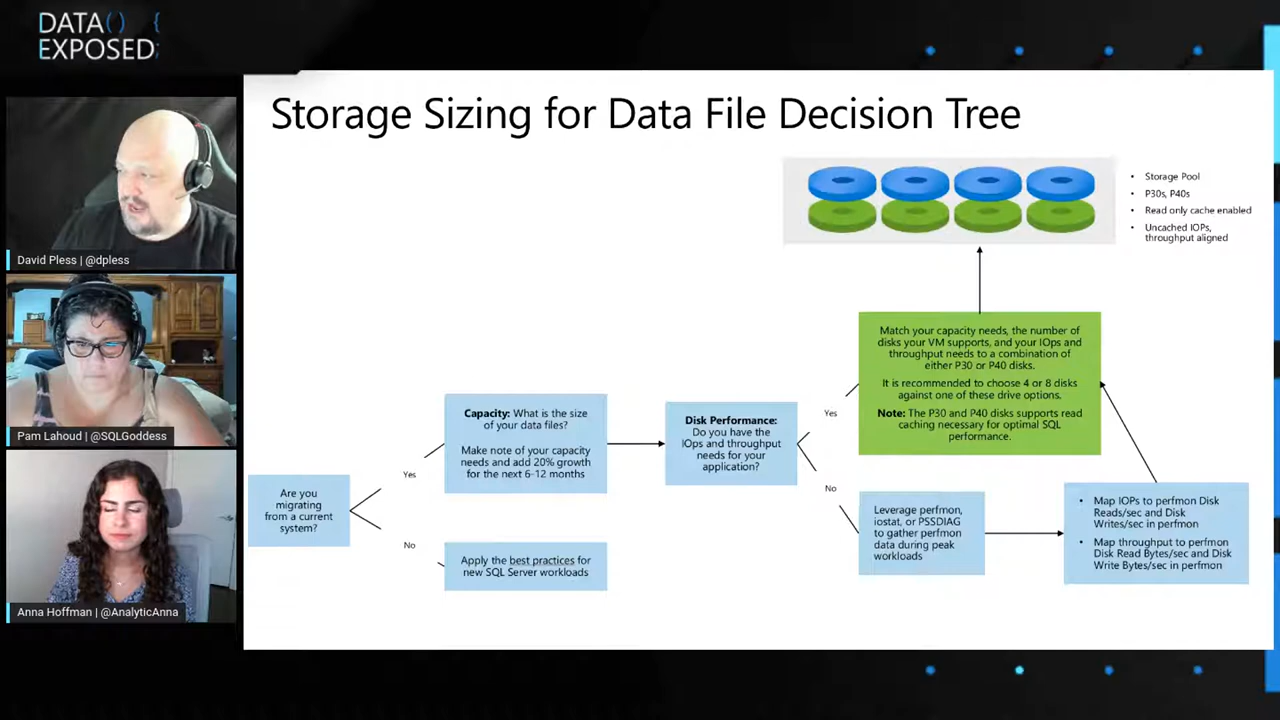 DATA() {
EXPOSED;
David Pless | @dpless
Pam Lahoud | @SQLGoddess
Anna Hoffman | @AnalyticAnna
Storage Sizing for Data File Decision Tree
• Storage Pool
• P30s, P40s
• Read only cache enabled
• Uncached IOPs,
throughput aligned
Are you
migrating
from a current
system?
Yes
No
Capacity: What is the size
of your data files?
Make note of your capacity
needs and add 20% growth
for the next 6-12 months
Apply the best practices for
new SQL Server workloads
Disk Performance:
Do you have the
IOps and throughput
needs for your
application?
Yes
No
Match your capacity needs, the number of
disks your VM supports, and your IOps and
throughput needs to a combination of
either P30 or P40 disks.
It is recommended to choose 4 or 8 disks
against one of these drive options.
Note: The P30 and P40 disks supports read
caching necessary for optimal SQL
performance.
Leverage perfmon,
iostat, or PSSDIAG
to gather perfmon
data during peak
workloads
• Map IOPs to perfmon Disk
Reads/sec and Disk
Writes/sec in perfmon
• Map throughput to perfmon
Disk Read Bytes/sec and Disk
Write Bytes/sec in perfmon